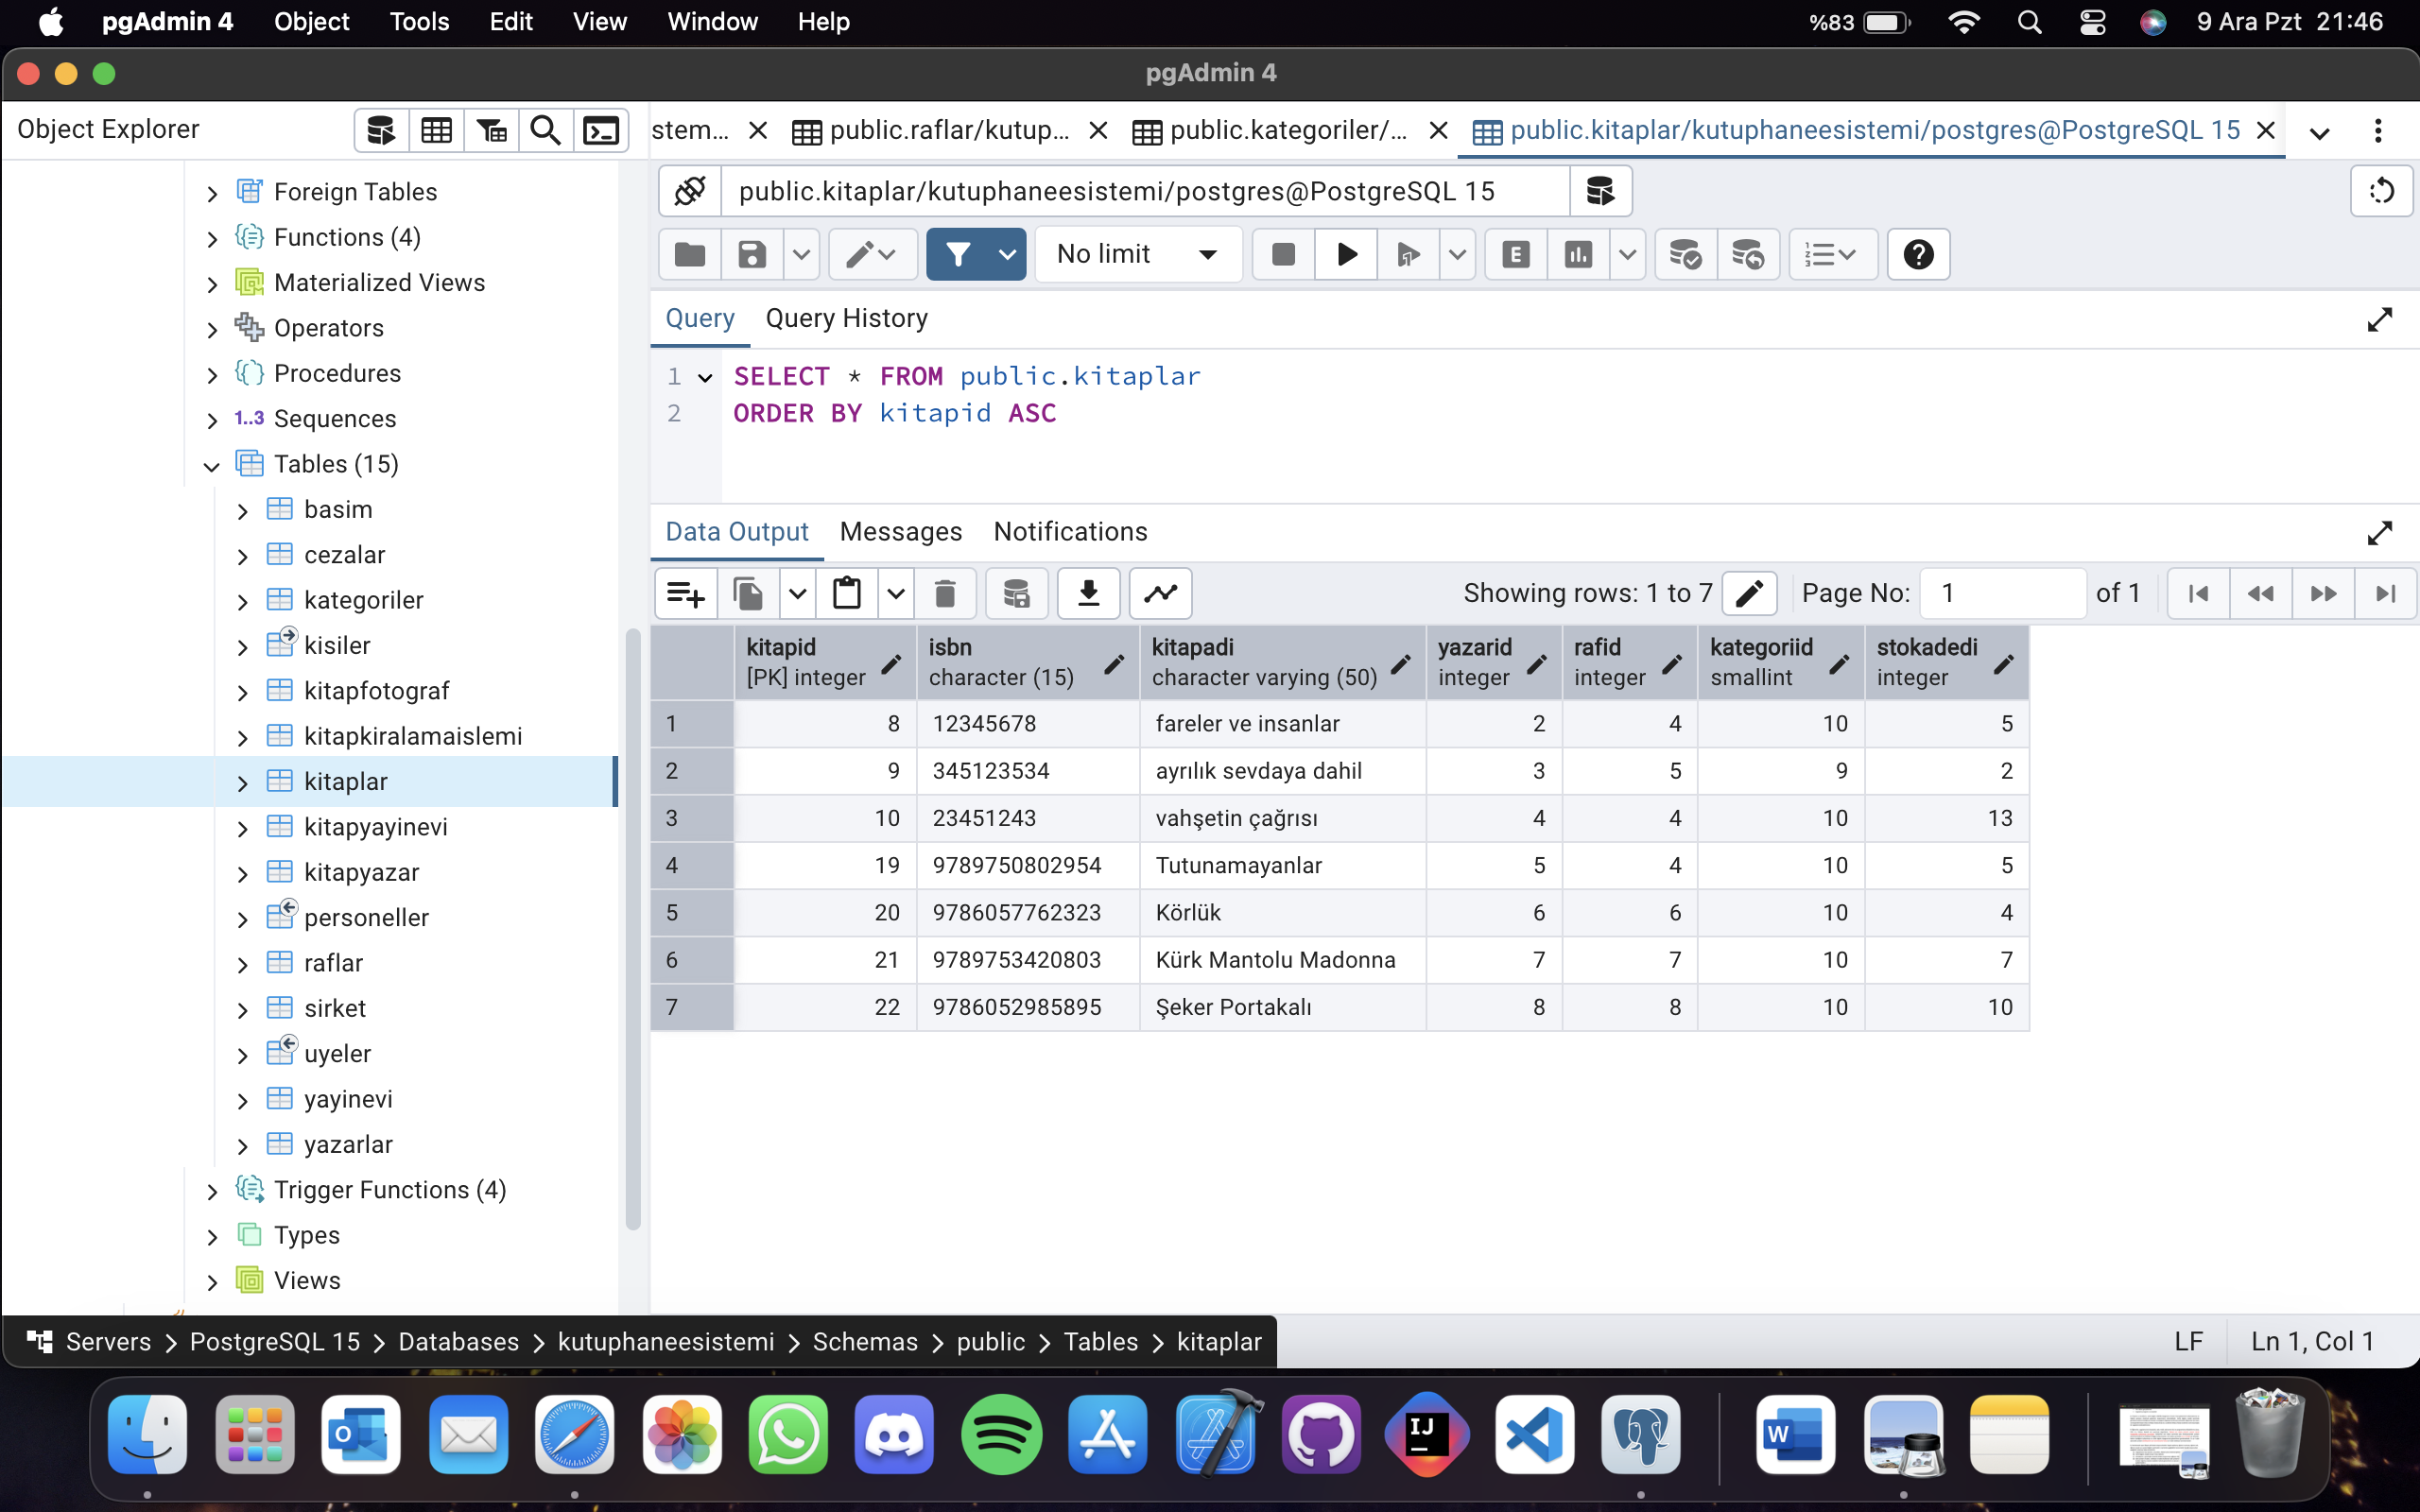 pgAdmin 4 Object Tools Edit View Window Help %83 9 Ara Pzt 21:46
pgAdmin 4
Object Explorer
stem... public.raflar/kutup... public.kategoriler/... public.kitaplar/kutuphaneesistemi/postgres@PostgreSQL 15
public.kitaplar/kutuphaneesistemi/postgres@PostgreSQL 15
No limit
E
Query Query History
1 SELECT * FROM public.kitaplar
2 ORDER BY kitapid ASC
Data Output Messages Notifications
Showing rows: 1 to 7 Page No: 1 of 1
kitapid isbn kitapadi yazarid rafid kategoriid stokadedi
[PK] integer character (15) character varying (50) integer integer smallint integer
1 8 12345678 fareler ve insanlar 2 4 10 5
2 9 345123534 ayrılık sevdaya dahil 3 5 9 2
3 10 23451243 vahşetin çağrısı 4 4 10 13
4 19 9789750802954 Tutunamayanlar 5 4 10 5
5 20 9786057762323 Körlük 6 6 10 4
6 21 9789753420803 Kürk Mantolu Madonna 7 7 10 7
7 22 9786052985895 Şeker Portakalı 8 8 10 10
Foreign Tables
Functions (4)
Materialized Views
Operators
Procedures
1..3 Sequences
Tables (15)
basim
cezalar
kategoriler
kisiler
kitapfotograf
kitapkiralamaislemi
kitaplar
kitapyayinevi
kitapyazar
personeller
raflar
sirket
uyeler
yayinevi
yazarlar
Trigger Functions (4)
Types
Views
Servers > PostgreSQL 15 > Databases > kutuphaneesistemi > Schemas > public > Tables > kitaplar
LF Ln 1, Col 1
O
IJ
W